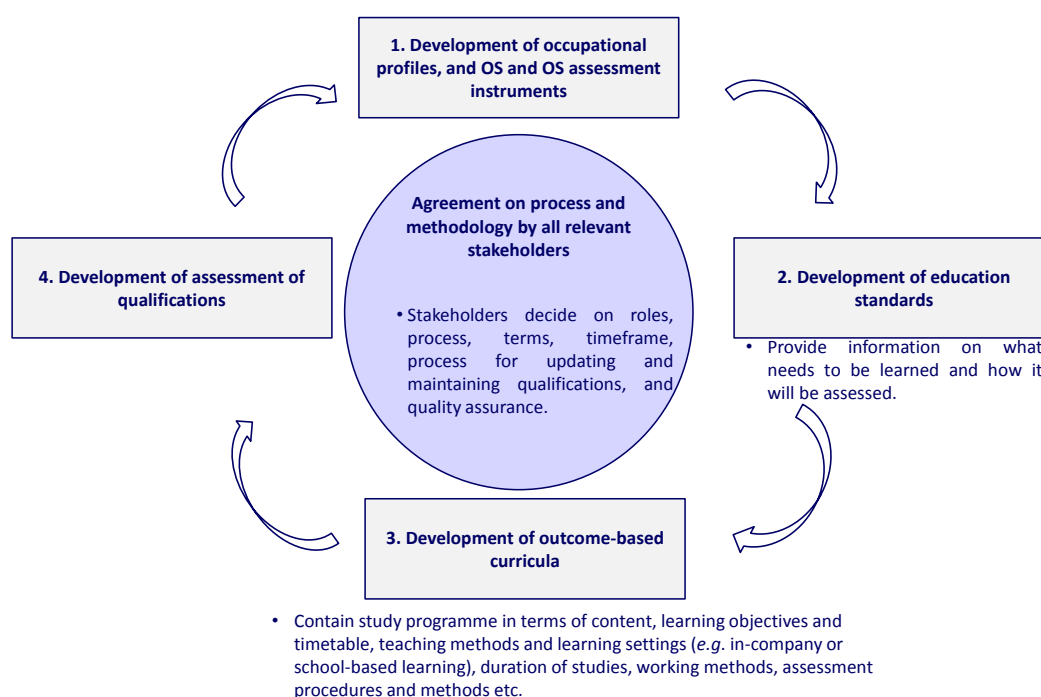 1. Development of occupational
profiles, and OS and OS assessment
instruments
Agreement on process and
methodology by all relevant
stakeholders
• Stakeholders decide on roles,
process, terms, timeframe,
process for updating and
maintaining qualifications, and
quality assurance.
4. Development of assessment of
qualifications
2. Development of education
standards
• Provide information on what
needs to be learned and how it
will be assessed.
3. Development of outcome-based
curricula
• Contain study programme in terms of content, learning objectives and
timetable, teaching methods and learning settings (e.g. in-company or
school-based learning), duration of studies, working methods, assessment
procedures and methods etc.